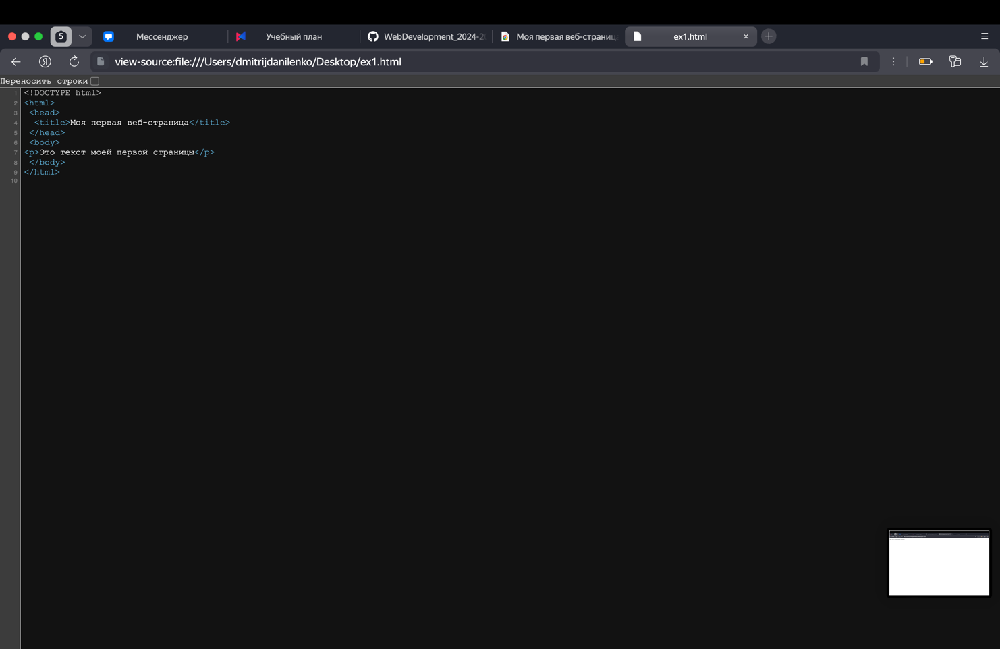 5
Мессенджер
Учебный план
WebDevelopment_2024-2
Моя первая веб-страница
ex1.html
Я
view-source:file:///Users/dmitrijdanilenko/Desktop/ex1.html
Переносить строки
1 <!DOCTYPE html>
2 <html>
3 <head>
4 <title>Моя первая веб-страница</title>
5 </head>
6 <body>
7 <p>Это текст моей первой страницы</p>
8 </body>
9 </html>
10